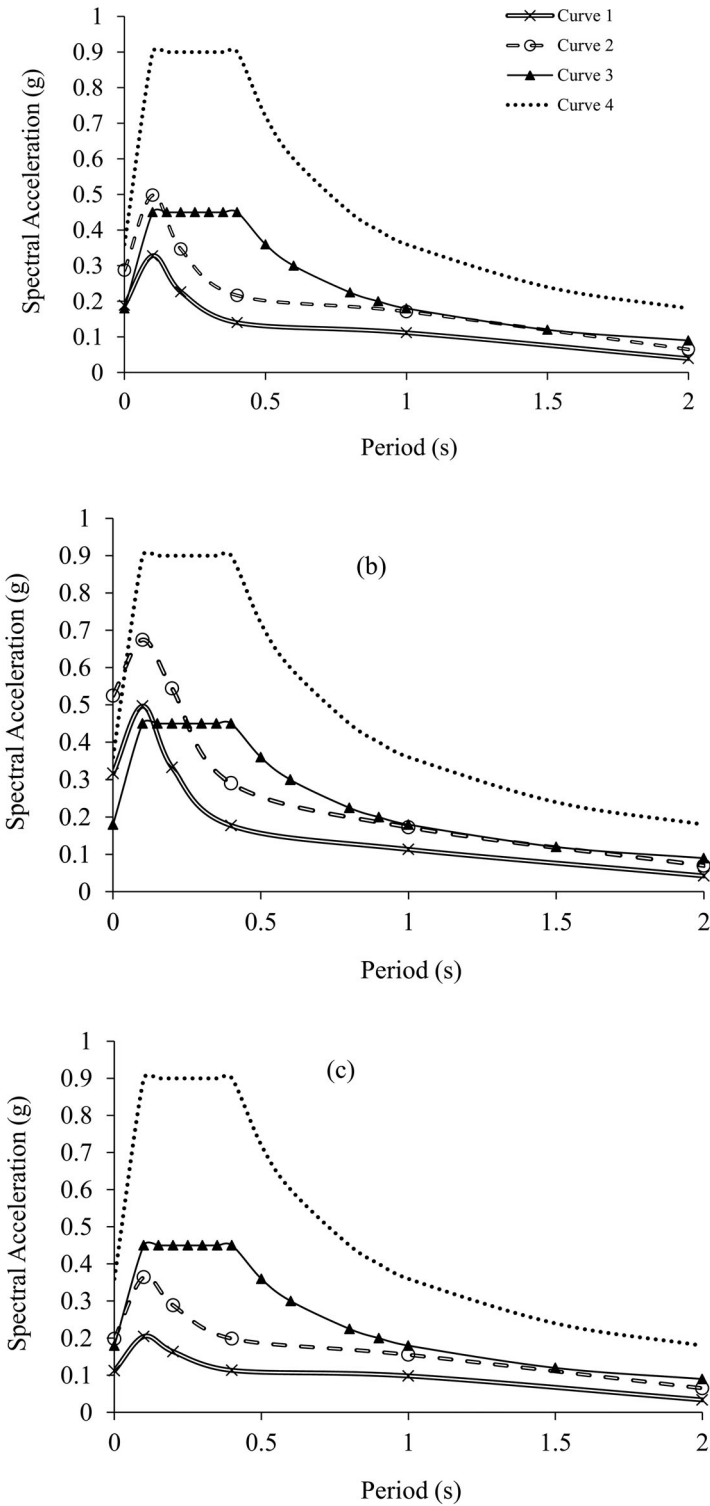 Curve 1
Curve 2
Curve 3
Curve 4
1
0.9
0.8
0.7
0.6
0.5
0.4
0.3
0.2
0.1
0
Spectral Acceleration (g)
0 0.5 1 1.5 2
Period (s)
(b)
1
0.9
0.8
0.7
0.6
0.5
0.4
0.3
0.2
0.1
0
Spectral Acceleration (g)
0 0.5 1 1.5 2
Period (s)
(c)
1
0.9
0.8
0.7
0.6
0.5
0.4
0.3
0.2
0.1
0
Spectral Acceleration (g)
0 0.5 1 1.5 2
Period (s)